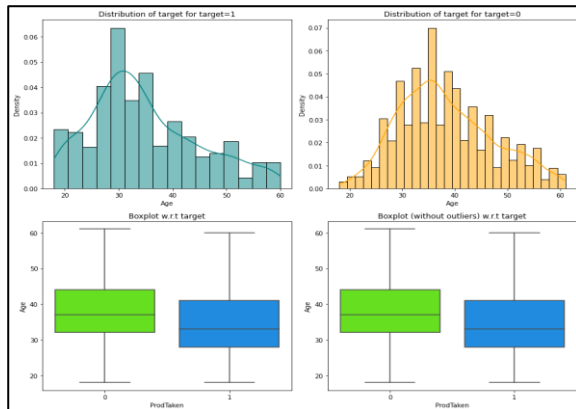 Distribution of target for target=1
0.06
0.05
0.04
0.03
0.02
0.01
0.00
Density
20 30 40 50 60
Age
Distribution of target for target=0
0.07
0.06
0.05
0.04
0.03
0.02
0.01
0.00
Density
20 30 40 50 60
Age
Boxplot w.r.t target
60
50
40
30
20
Age
0 1
ProdTaken
Boxplot (without outliers) w.r.t target
60
50
40
30
20
Age
0 1
ProdTaken